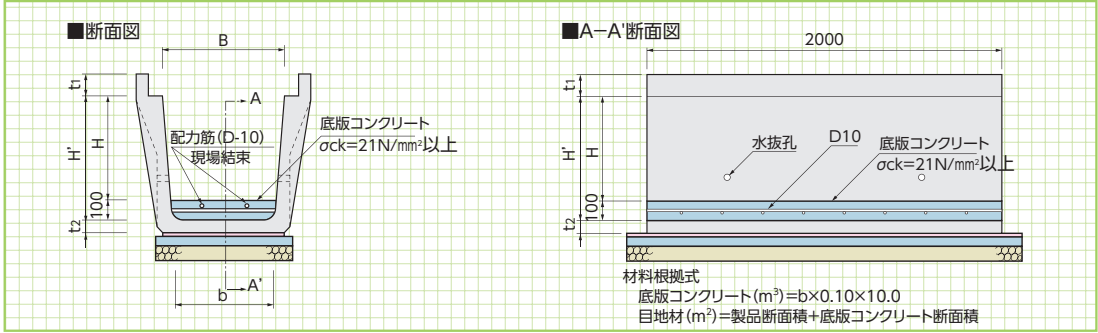 ■断面図
B
t1
A
H
H'
配力筋(D-10)
現場結束
底版コンクリート
σck=21N/mm²以上
100
t2
A'
b
■A−A'断面図
2000
t1
H
H'
水抜孔
D10
底版コンクリート
σck=21N/mm²以上
100
t2
材料根拠式
底版コンクリート(m³)=b×0.10×10.0
目地材(m²)=製品断面積+底版コンクリート断面積